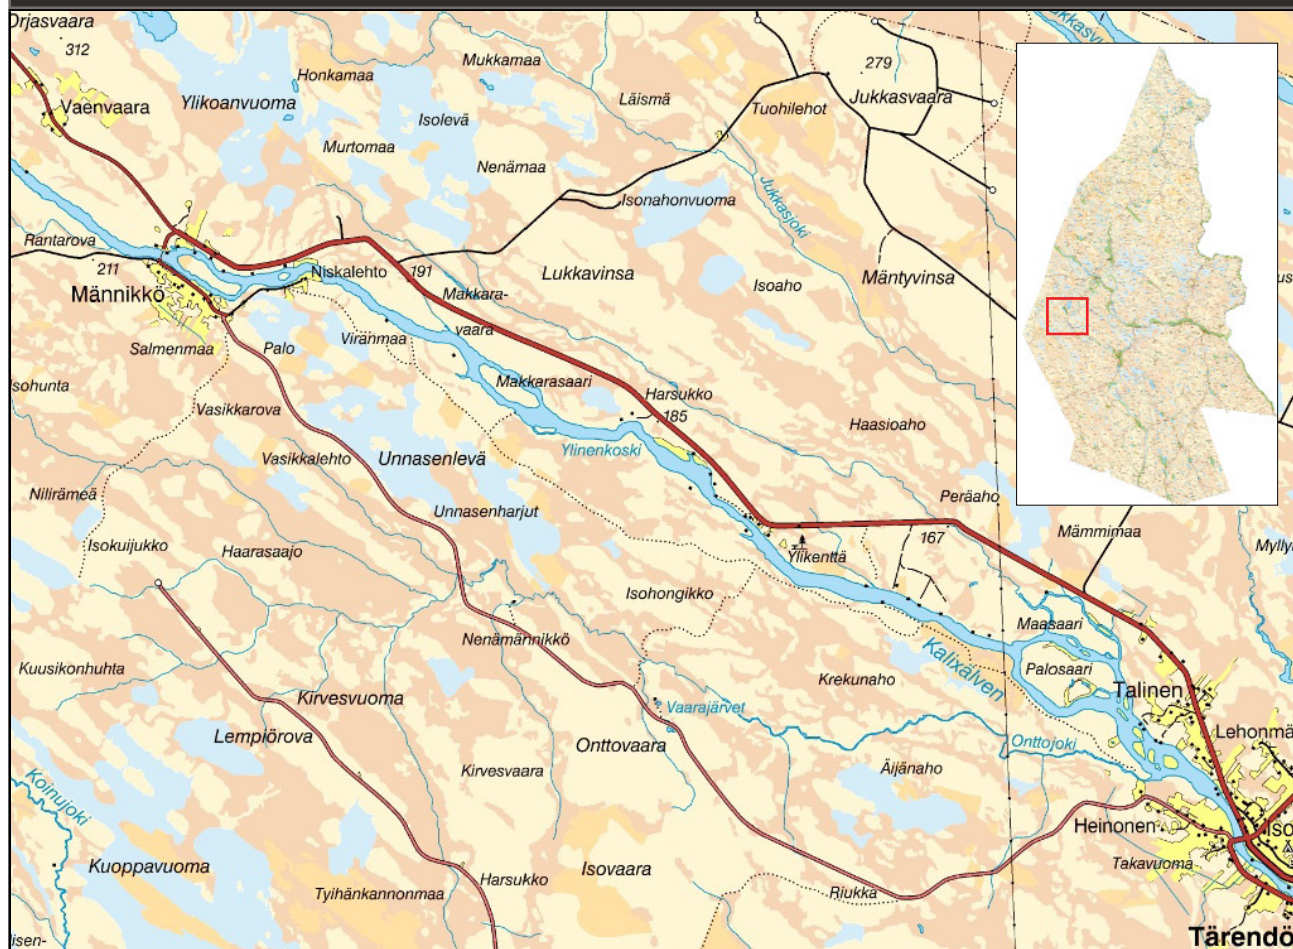 Orjasvaara
312
Vaenvaara
Ylikoanvuoma
Honkamaa
Mukkamaa
Läismä
279
Jukkasvaara
Tuohilehot
Isolevä
Murtomaa
Nenämaa
Isonahonvuoma
Jukkasjoki
Rantarova
211
Männikkö
Niskalehto
191
Lukkavinsa
Isoaho
Mäntyvinsa
Makkara-
vaara
Viranmaa
Salmenmaa
Palo
Makkarasaari
Harsukko
185
Haasioaho
Vasikkarova
Vasikkalehto
Unnasenlevä
Ylinenkoski
Nilirämeä
Unnasenharjut
Peräaho
167
Mämmimaa
Isokuijukko
Haarasaajo
Ylikenttä
Isohongikko
Nenämännikkö
Maasaari
Kalixälven
Palosaari
Kuusikonhuhta
Kirvesvuoma
Krekunaho
Talinen
Vaarajärvet
Lempiörova
Onttovaara
Onttojoki
Kirvesvaara
Äijänaho
Koinujoki
Heinonen
Takavuoma
Kuoppavuoma
Isovaara
Harsukko
Tyihänkannonmaa
Riukka
Tärendö